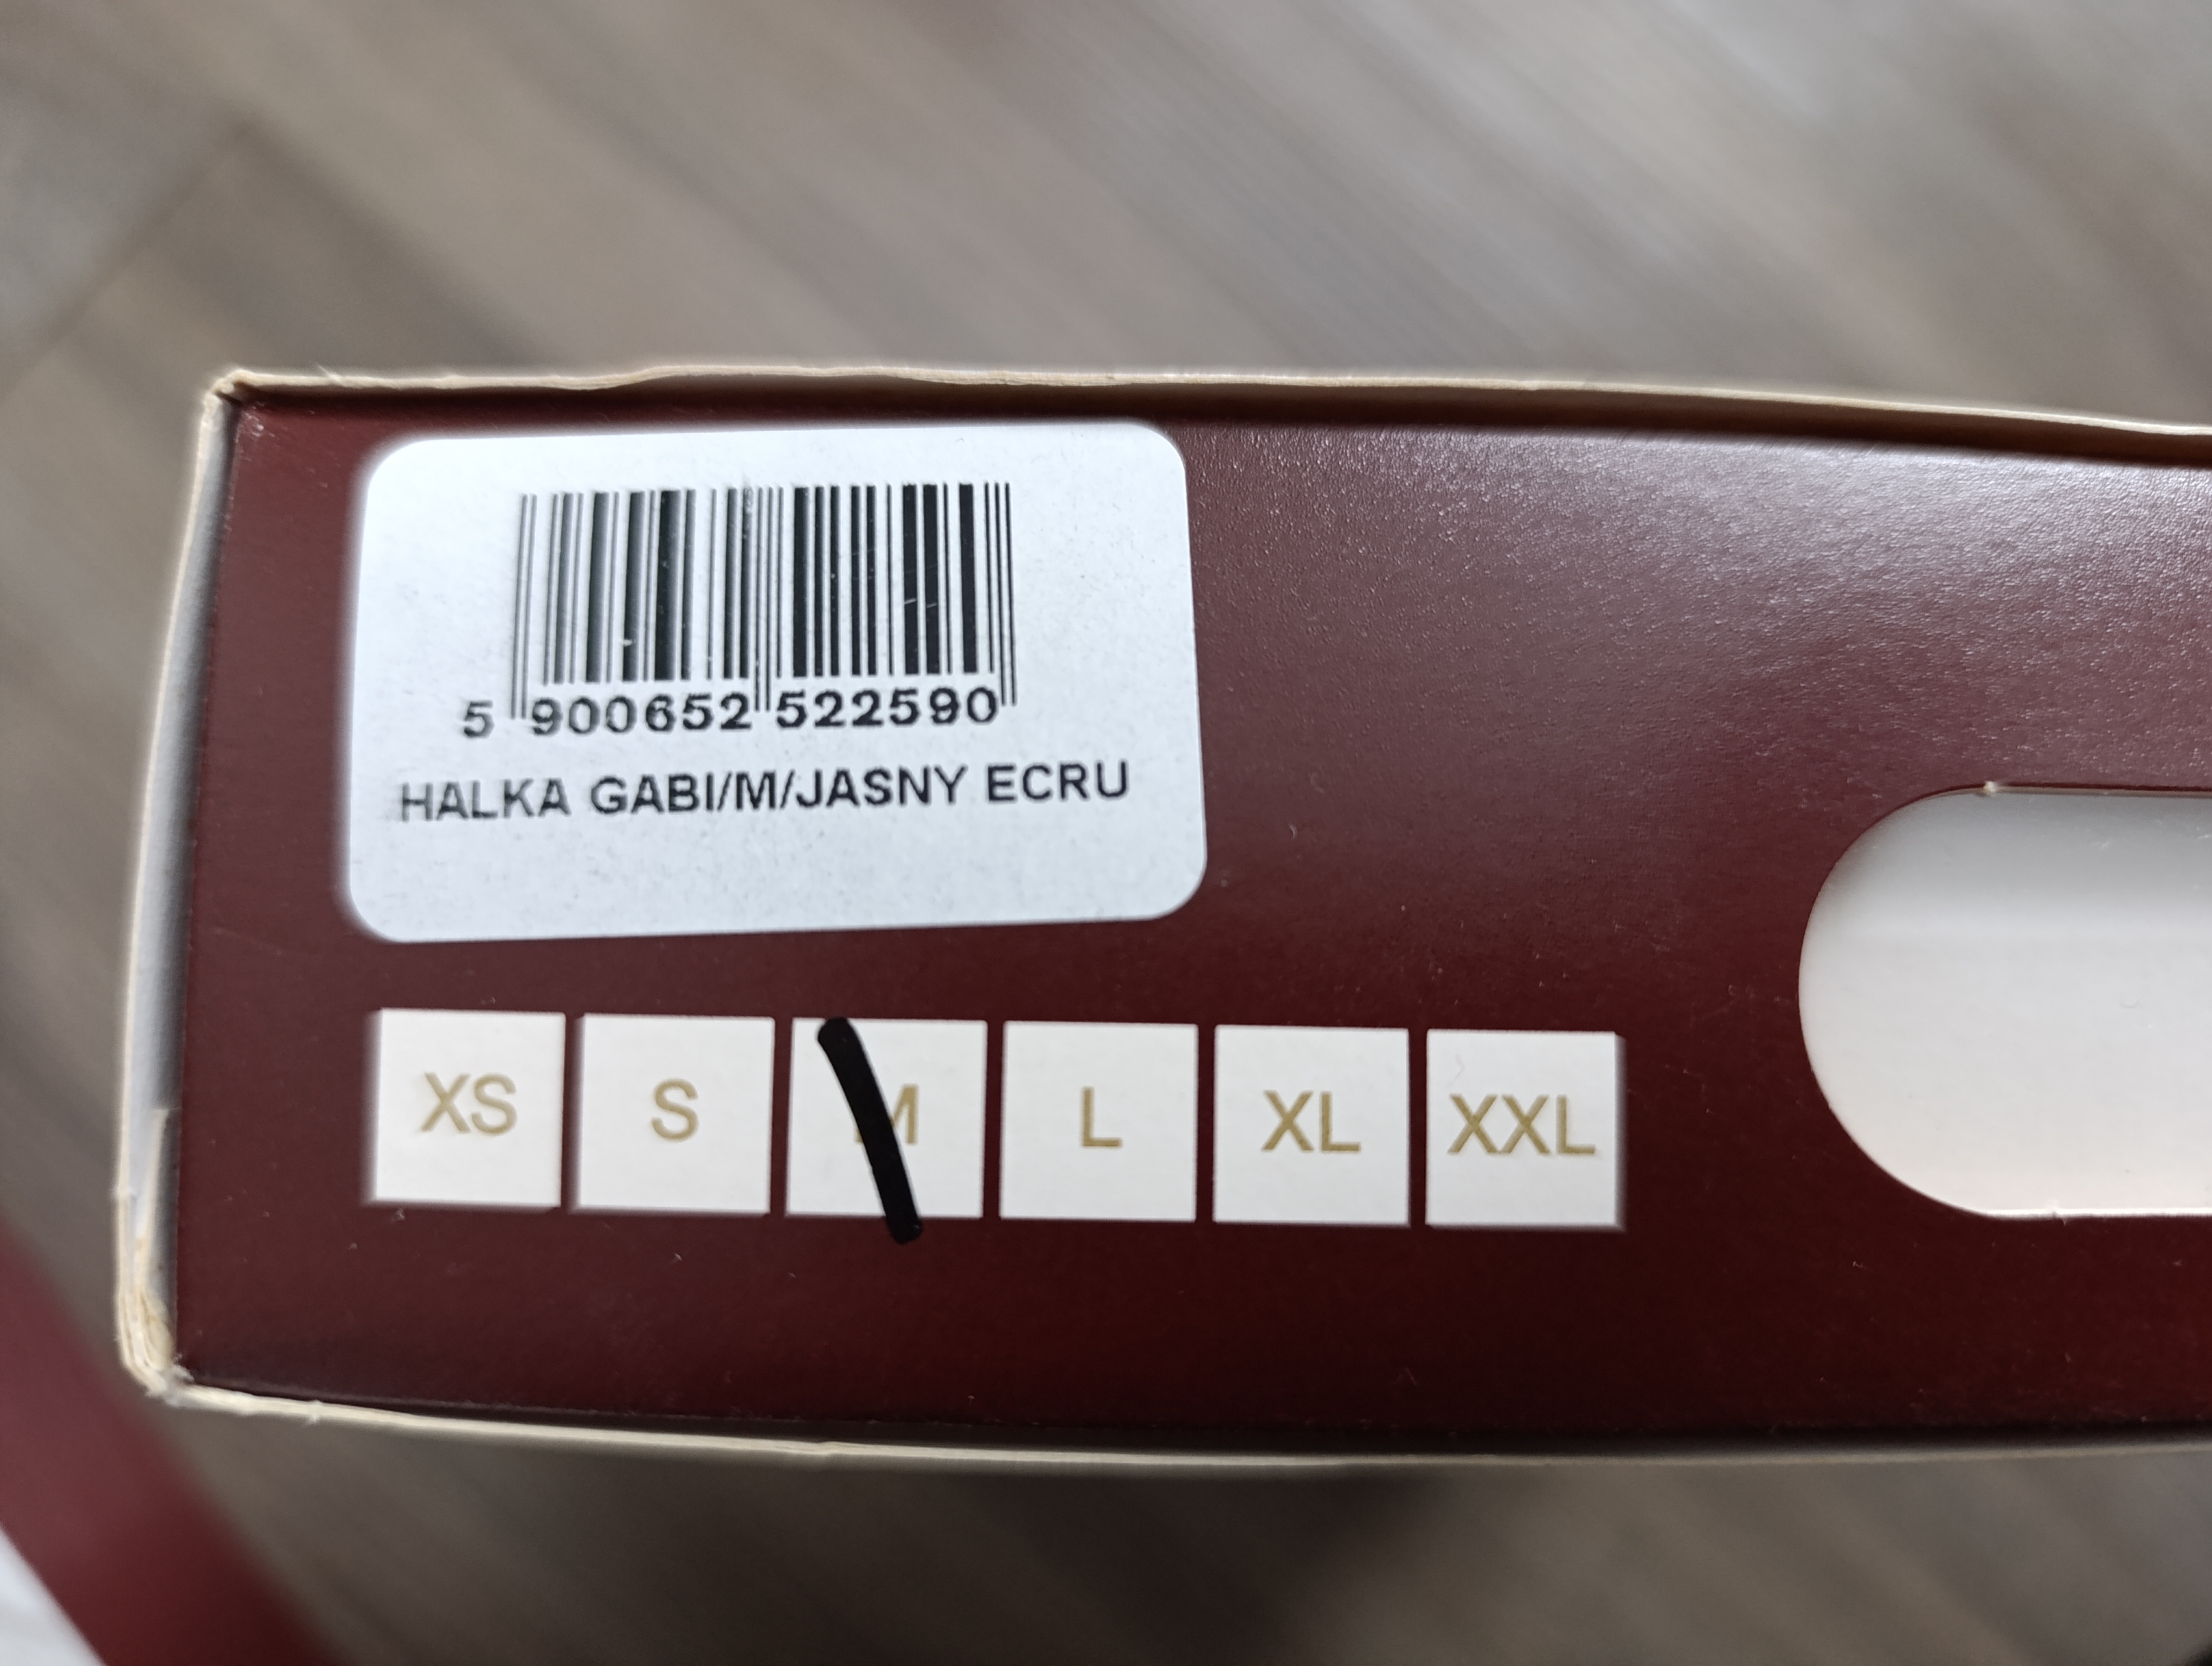 5 900652 522590
HALKA GABI/M/JASNY ECRU
XS S M L XL XXL